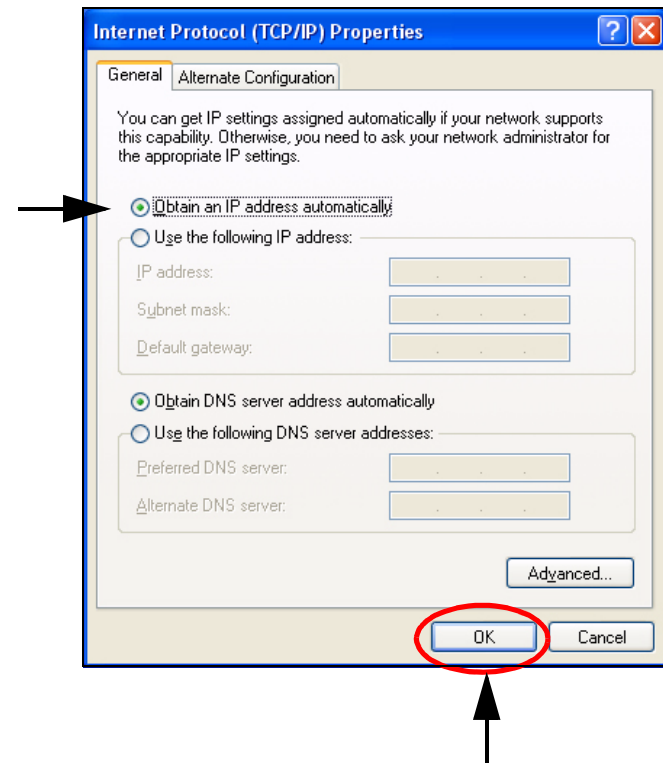 Internet Protocol (TCP/IP) Properties
?
General
Alternate Configuration
You can get IP settings assigned automatically if your network supports
this capability. Otherwise, you need to ask your network administrator for
the appropriate IP settings.
Obtain an IP address automatically
Use the following IP address:
IP address:
Subnet mask:
Default gateway:
Obtain DNS server address automatically
Use the following DNS server addresses:
Preferred DNS server:
Alternate DNS server:
Advanced...
OK
Cancel